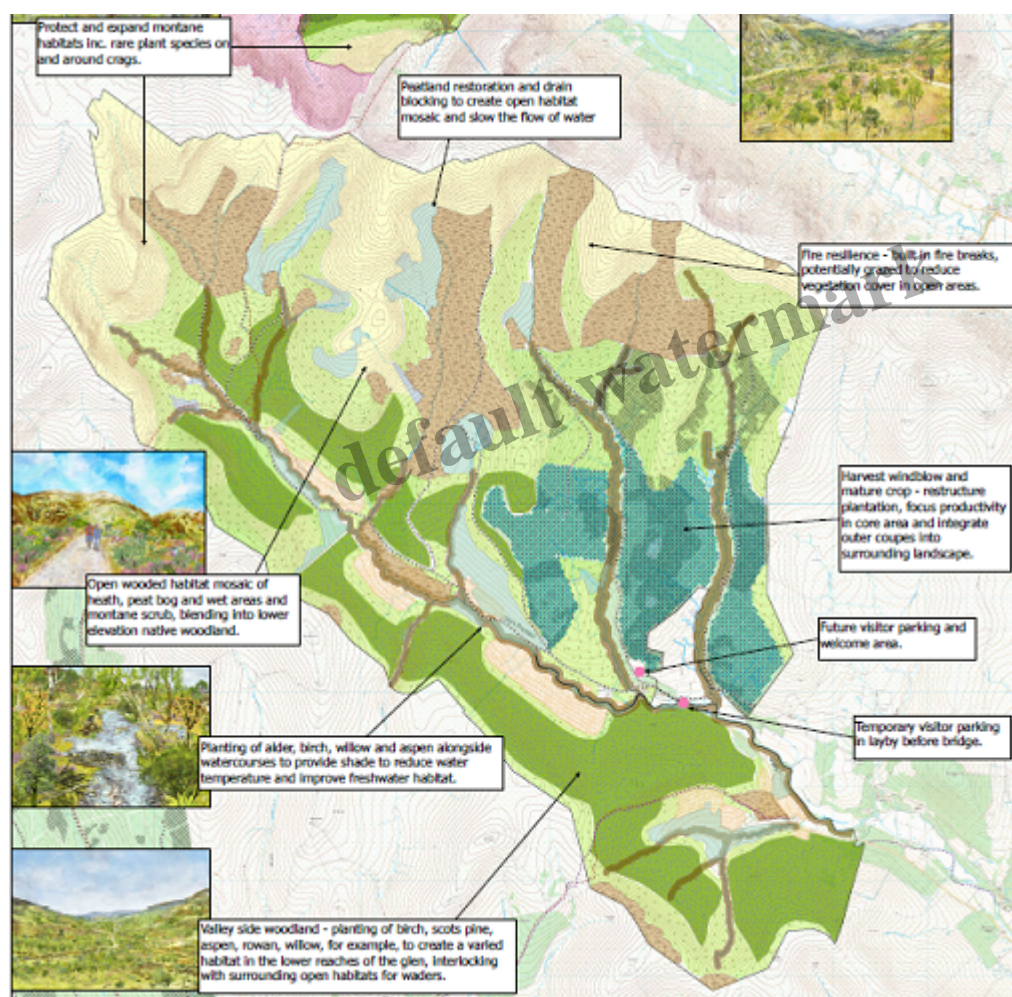 Protect and expand montane
habitats inc. rare plant species on
and around crags.
Peatland restoration and drain
blocking to create open habitat
mosaic and slow the flow of water
Fire resilience - built in fire breaks,
potentially grazed to reduce
vegetation cover in open areas.
default watermark
Harvest windblow and
mature crop - restructure
plantation, focus productivity
in core area and integrate
outer coupes into
surrounding landscape.
Open wooded habitat mosaic of
heath, peat bog and wet areas and
montane scrub, blending into lower
elevation native woodland.
Future visitor parking and
welcome area.
Temporary visitor parking
in layby before bridge.
Planting of alder, birch, willow and aspen alongside
watercourses to provide shade to reduce water
temperature and improve freshwater habitat.
Valley side woodland - planting of birch, scots pine,
aspen, rowan, willow, for example, to create a varied
habitat in the lower reaches of the glen, interlocking
with surrounding open habitats for waders.